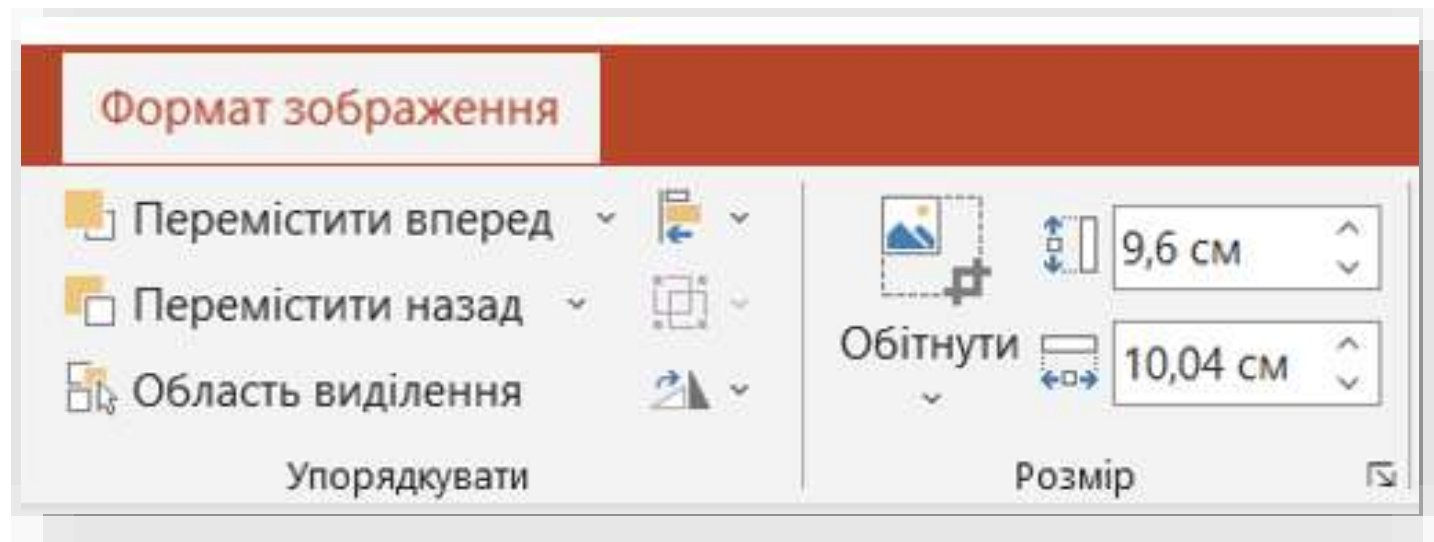 Формат зображення
Перемістити вперед
Перемістити назад
Область виділення
Упорядкувати
Обітнути
9,6 см
10,04 см
Розмір